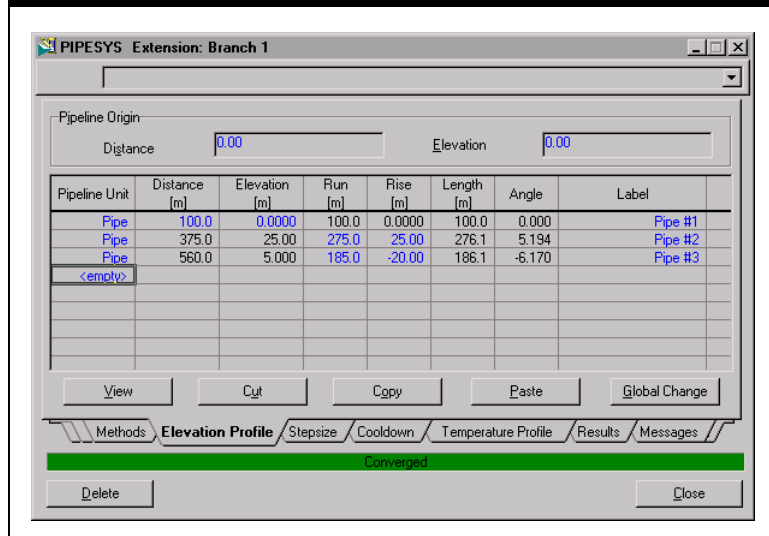 PIPESYS Extension: Branch 1
Pipeline Origin
Distance 0.00 Elevation 0.00
Pipeline Unit Distance [m] Elevation [m] Run [m] Rise [m] Length [m] Angle Label
Pipe 100.0 0.0000 100.0 0.0000 100.0 0.000 Pipe #1
Pipe 375.0 25.00 275.0 25.00 276.1 5.194 Pipe #2
Pipe 560.0 5.000 185.0 -20.00 186.1 -6.170 Pipe #3
<empty>
View Cut Copy Paste Global Change
Methods Elevation Profile Stepsize Cooldown Temperature Profile Results Messages
Converged
Delete Close